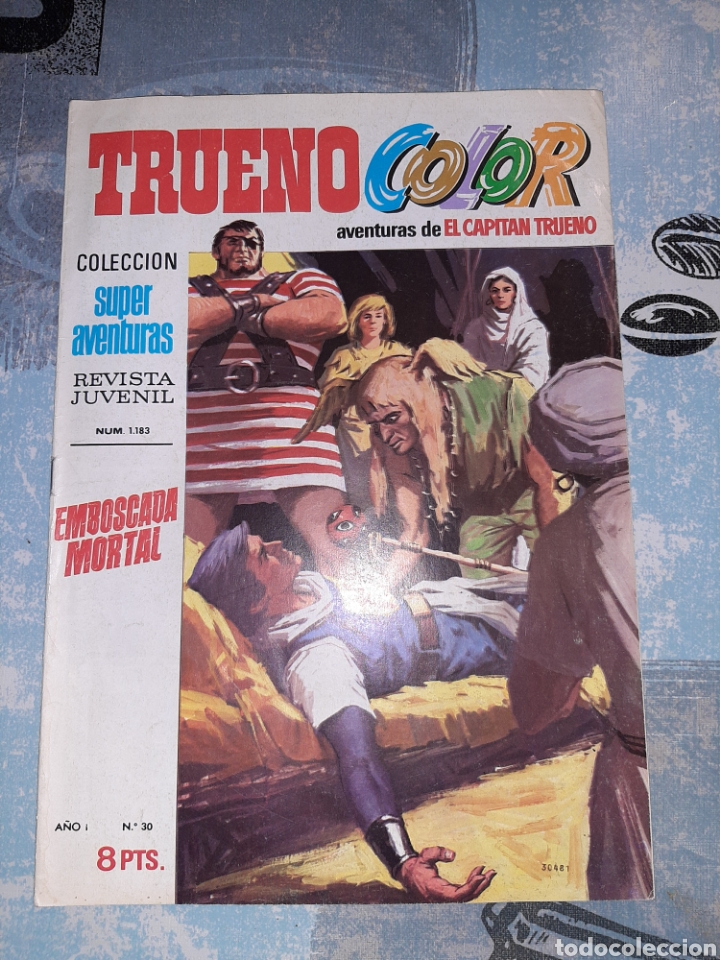 TRUENO COLOR
aventuras de EL CAPITAN TRUENO
COLECCION
super
aventuras
REVISTA
JUVENIL
NUM. 1.183
EMBOSCADA
MORTAL
AÑO I N.º 30
8 PTS.
30481
todocoleccion